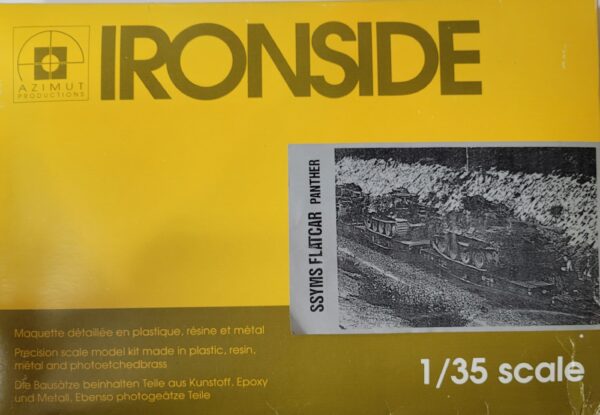 IRONSIDE
AZIMUT
PRODUCTIONS
SSYMS FLATCAR PANTHER
Maquette détaillée en plastique, résine et métal
Precision scale model kit made in plastic, resin,
métal and photoetchedbrass
Die Bausätze beinhalten Teile aus Kunstoff, Epoxy
und Metall, Ebenso photogeätze Teile
1/35 scale